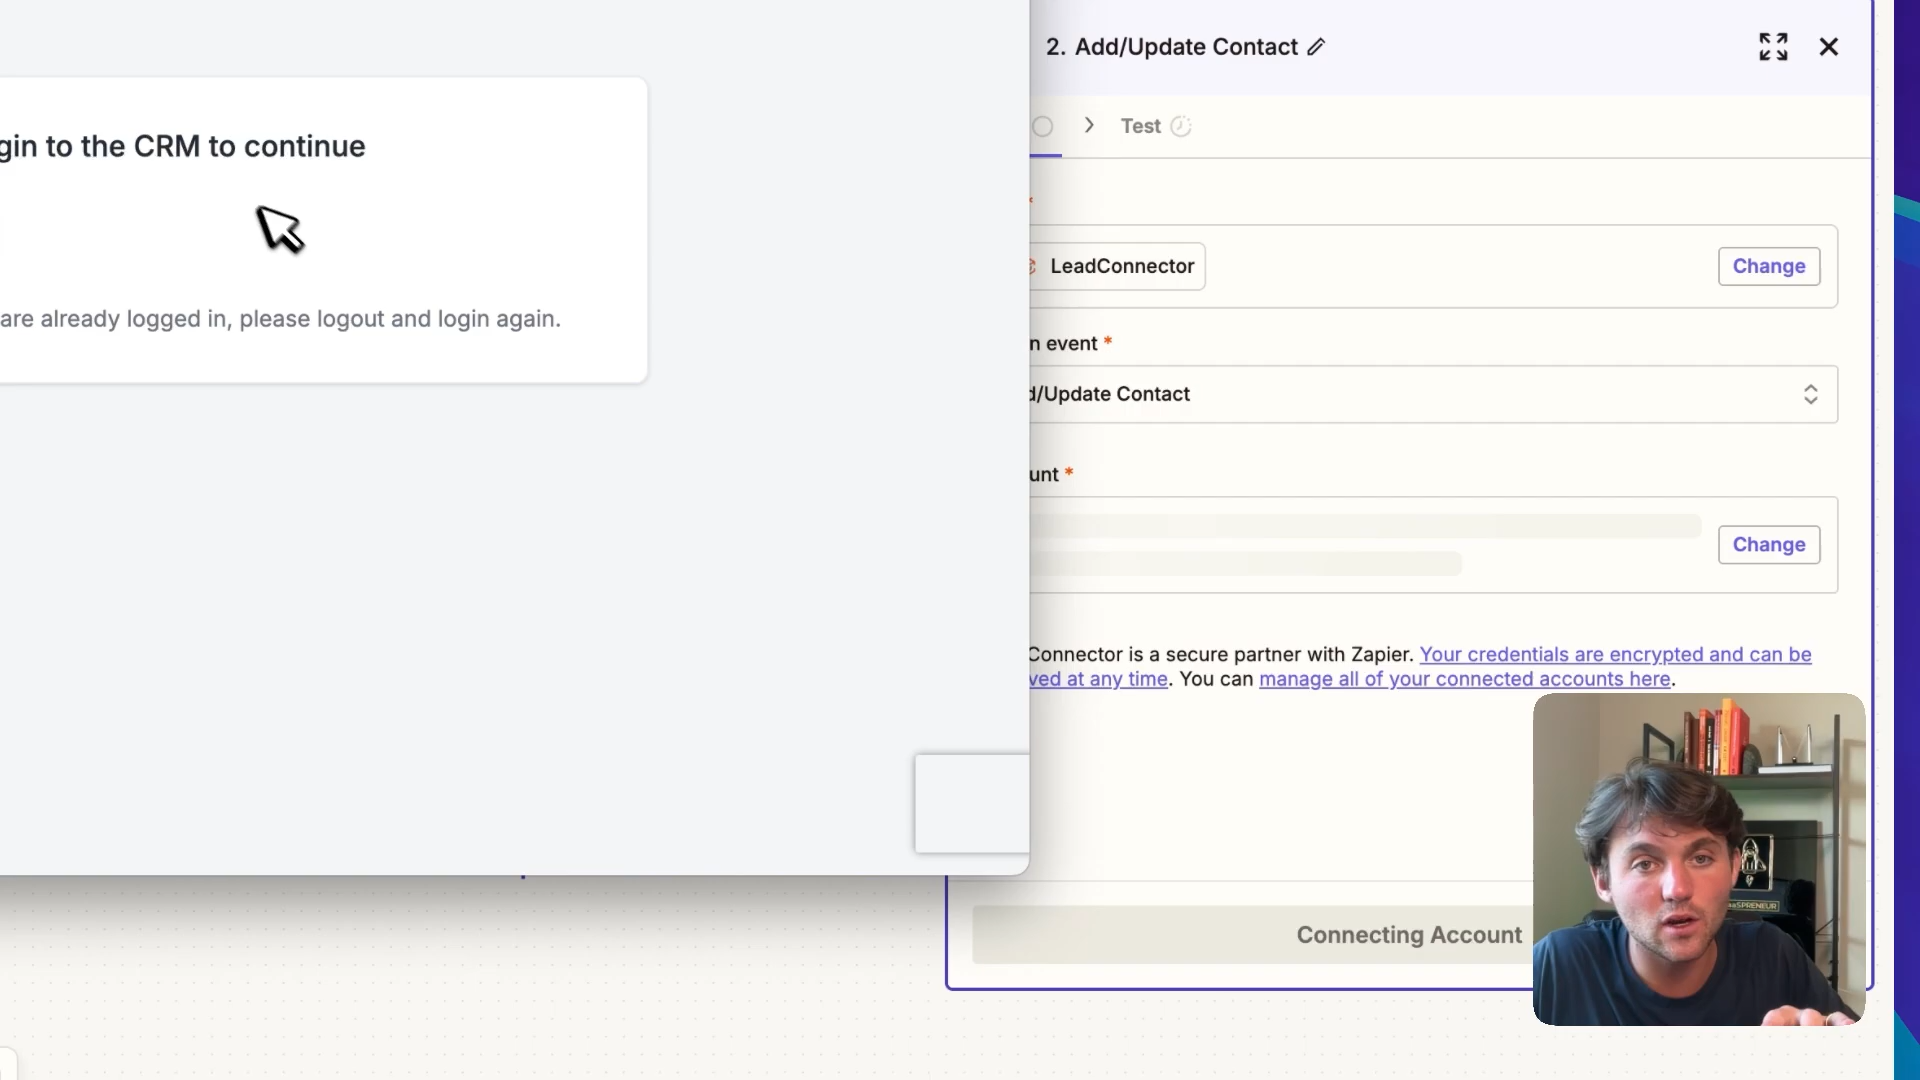 gin to the CRM to continue
are already logged in, please logout and login again.
2. Add/Update Contact
Test
*
LeadConnector
Change
n event *
d/Update Contact
unt *
Change
Connector is a secure partner with Zapier. Your credentials are encrypted and can be
ved at any time. You can manage all of your connected accounts here.
Connecting Account
aaSPRENEUR